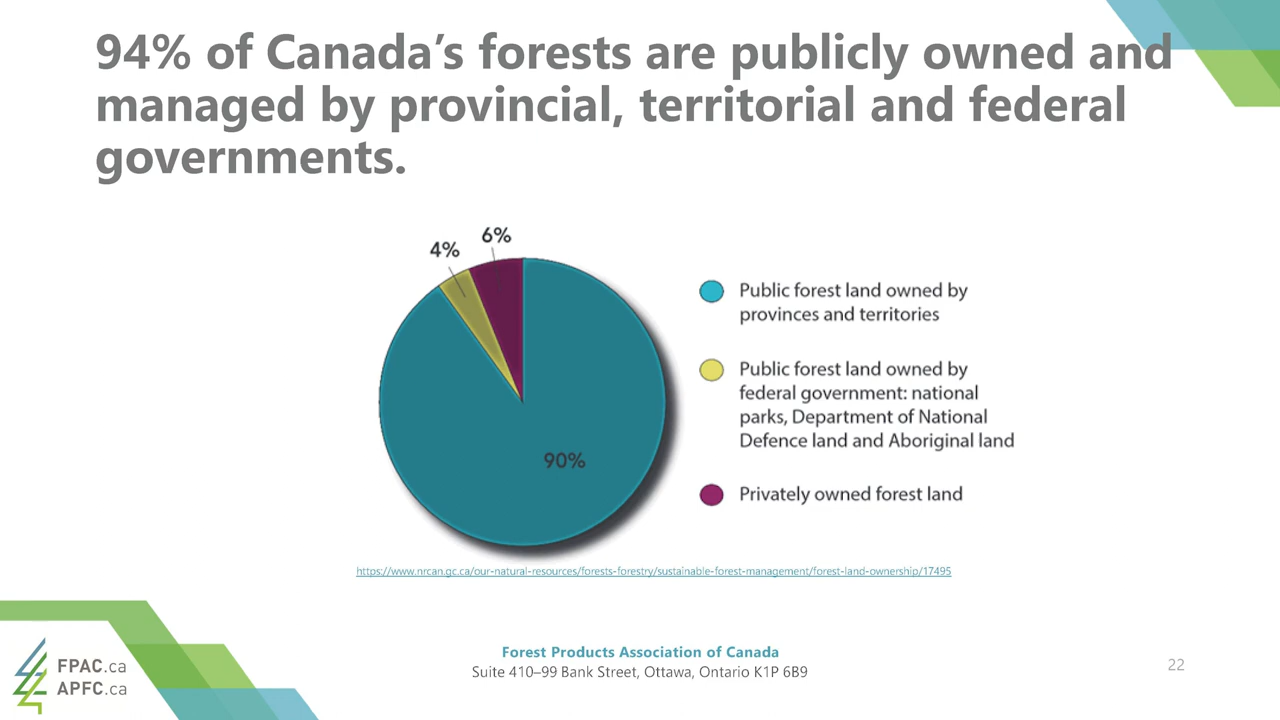 94% of Canada’s forests are publicly owned and
managed by provincial, territorial and federal
governments.
6%
4%
90%
Public forest land owned by
provinces and territories
Public forest land owned by
federal government: national
parks, Department of National
Defence land and Aboriginal land
Privately owned forest land
https://www.nrcan.gc.ca/our-natural-resources/forests-forestry/sustainable-forest-management/forest-land-ownership/17495
FPAC.ca
APFC.ca
Forest Products Association of Canada
Suite 410–99 Bank Street, Ottawa, Ontario K1P 6B9
22